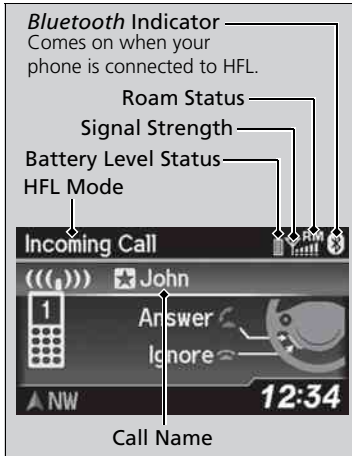 Bluetooth Indicator
Comes on when your
phone is connected to HFL.
Roam Status
Signal Strength
Battery Level Status
HFL Mode
Incoming Call RM
John
1
Answer
Ignore
NW 12:34
Call Name